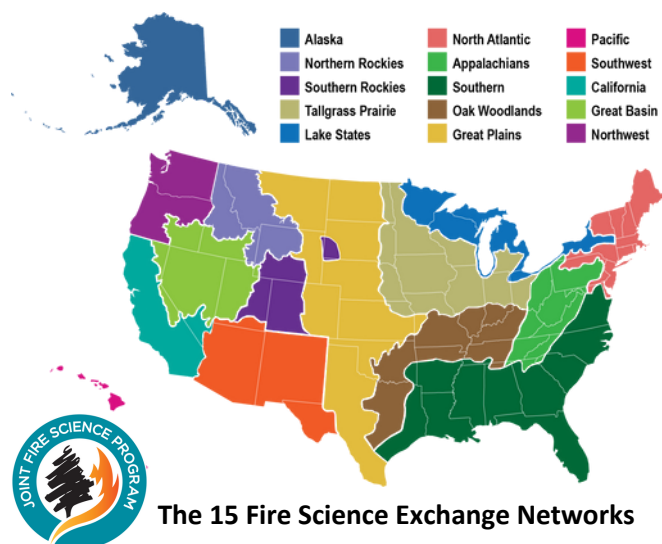 Alaska
Northern Rockies
Southern Rockies
Tallgrass Prairie
Lake States
North Atlantic
Appalachians
Southern
Oak Woodlands
Great Plains
Pacific
Southwest
California
Great Basin
Northwest
JOINT FIRE SCIENCE PROGRAM
The 15 Fire Science Exchange Networks